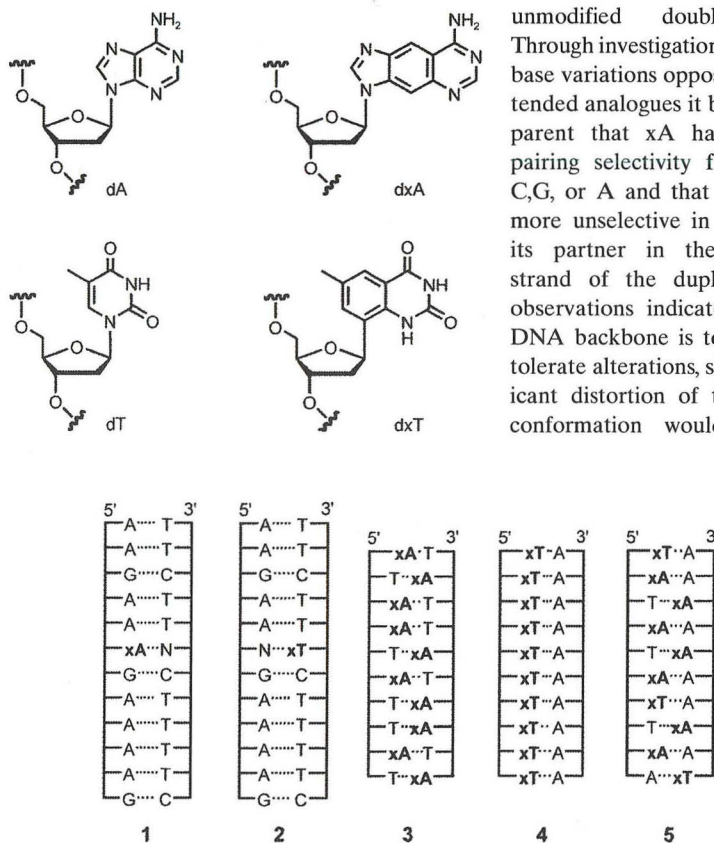 NH2
N
N
N
N
O
O
O
dA
NH2
N
N
N
N
O
O
O
dxA
O
NH
N
O
O
O
O
dT
O
NH
N
H
O
O
O
O
dxT
unmodified doubl
Through investigation
base variations oppos
tended analogues it b
parent that xA ha
pairing selectivity f
C,G, or A and that
more unselective in
its partner in the
strand of the dupl
observations indicat
DNA backbone is te
tolerate alterations, s
icant distortion of t
conformation would
5' 3'
A T
A T
G C
A T
A T
xA N
G C
A T
A T
A T
A T
G C
1
5' 3'
A T
A T
G C
A T
A T
N xT
G C
A T
A T
A T
A T
G C
2
5' 3'
xA T
T xA
xA T
xA T
T xA
xA T
T xA
T xA
xA T
T xA
3
5' 3'
xT A
xT A
xT A
xT A
xT A
xT A
xT A
xT A
xT A
xT A
4
5' 3
xT A
xA A
T xA
xA A
T xA
xA A
xT A
T xA
xA A
A xT
5